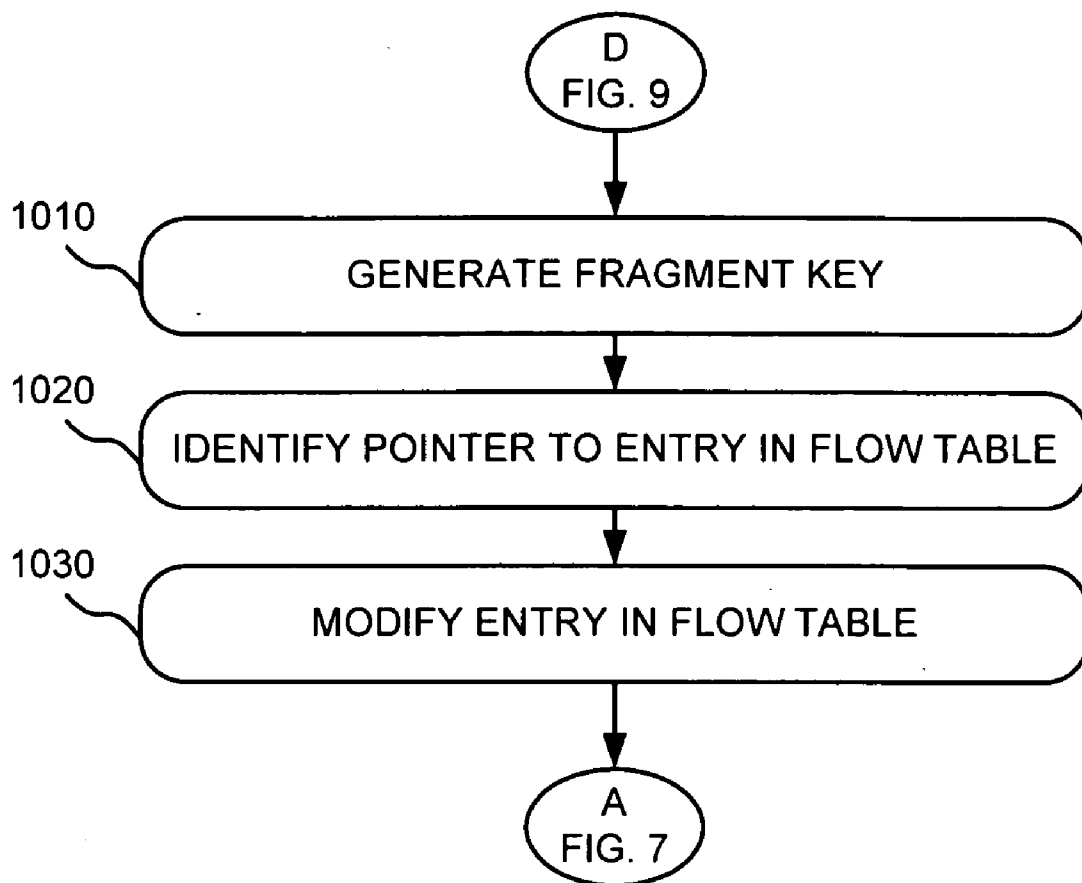 D
FIG. 9
1010
GENERATE FRAGMENT KEY
1020
IDENTIFY POINTER TO ENTRY IN FLOW TABLE
1030
MODIFY ENTRY IN FLOW TABLE
A
FIG. 7